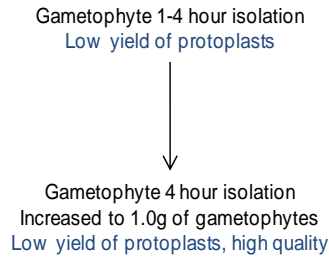 Gametophyte 1-4 hour isolation
Low yield of protoplasts
Gametophyte 4 hour isolation
Increased to 1.0g of gametophytes
Low yield of protoplasts, high quality